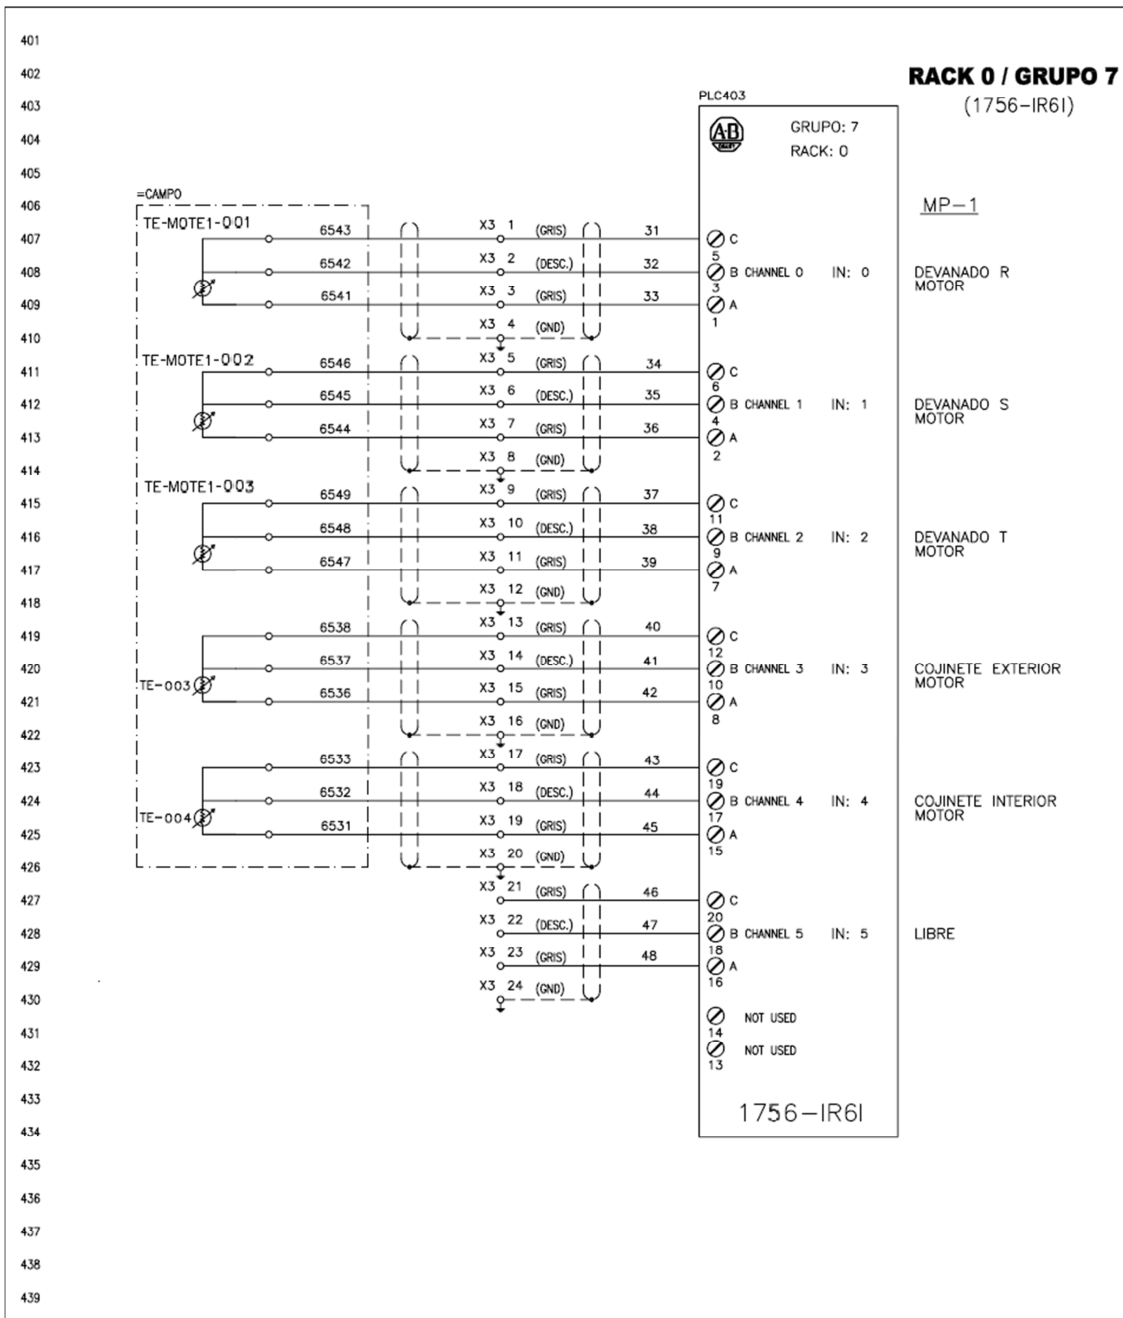 401
402
RACK 0 / GRUPO 7
403
PLC403
(1756-IR6I)
404
A-B
GRUPO: 7
RACK: 0
405
=CAMPO
406
MP-1
TE-MOTE1-001
407 6543 X3 1 (GRIS) 31 C
5
408 6542 X3 2 (DESC.) 32 B CHANNEL 0 IN: 0 DEVANADO R
MOTOR
3
409 6541 X3 3 (GRIS) 33 A
1
410 X3 4 (GND)
TE-MOTE1-002
411 6546 X3 5 (GRIS) 34 C
6
412 6545 X3 6 (DESC.) 35 B CHANNEL 1 IN: 1 DEVANADO S
MOTOR
4
413 6544 X3 7 (GRIS) 36 A
2
414 X3 8 (GND)
TE-MOTE1-003
415 6549 X3 9 (GRIS) 37 C
11
416 6548 X3 10 (DESC.) 38 B CHANNEL 2 IN: 2 DEVANADO T
MOTOR
9
417 6547 X3 11 (GRIS) 39 A
7
418 X3 12 (GND)
419 6538 X3 13 (GRIS) 40 C
12
420 6537 X3 14 (DESC.) 41 B CHANNEL 3 IN: 3 COJINETE EXTERIOR
MOTOR
TE-003
10
421 6536 X3 15 (GRIS) 42 A
8
422 X3 16 (GND)
423 6533 X3 17 (GRIS) 43 C
19
424 6532 X3 18 (DESC.) 44 B CHANNEL 4 IN: 4 COJINETE INTERIOR
MOTOR
TE-004
17
425 6531 X3 19 (GRIS) 45 A
15
426 X3 20 (GND)
427 X3 21 (GRIS) 46 C
20
428 X3 22 (DESC.) 47 B CHANNEL 5 IN: 5 LIBRE
18
429 X3 23 (GRIS) 48 A
16
430 X3 24 (GND)
NOT USED
431
14
NOT USED
432
13
433
1756-IR6I
434
435
436
437
438
439